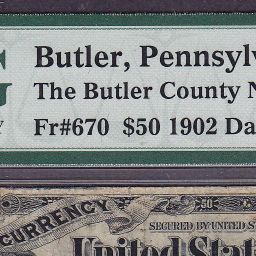 Butler, Pennsylv
The Butler County N
Fr#670 $50 1902 Da
CURRENCY
SECURED BY UNITED S
United Stat